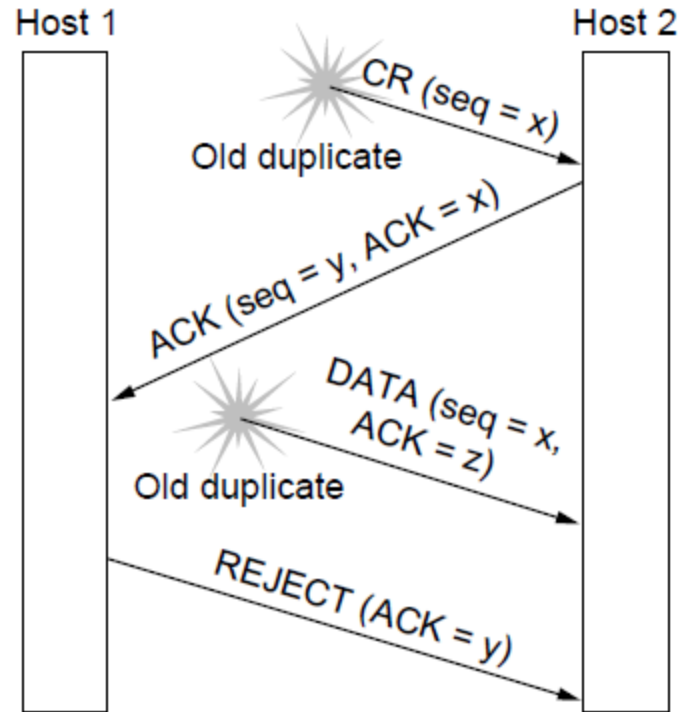 Host 1
Host 2
CR (seq = x)
Old duplicate
ACK (seq = y, ACK = x)
DATA (seq = x,
ACK = z)
Old duplicate
REJECT (ACK = y)